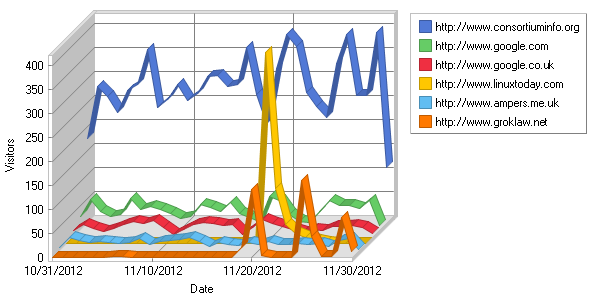 400
350
300
250
200
150
100
50
0
Visitors
10/31/2012 11/10/2012 11/20/2012 11/30/2012
Date
http://www.consortiuminfo.org
http://www.google.com
http://www.google.co.uk
http://www.linuxtoday.com
http://www.ampers.me.uk
http://www.groklaw.net